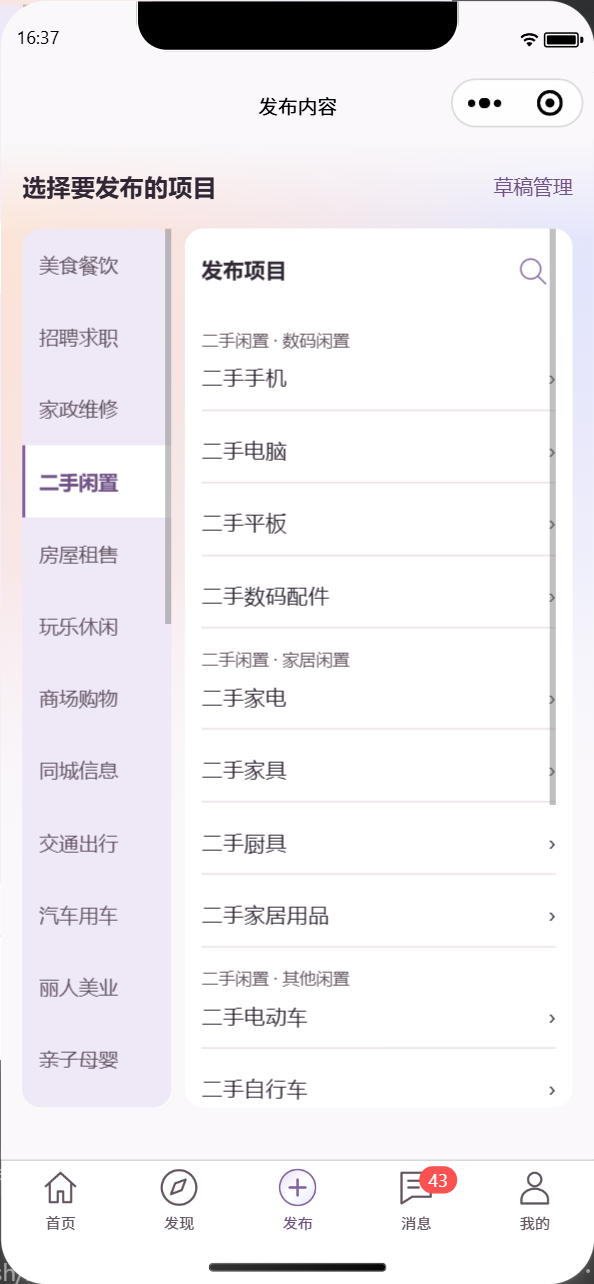 16:37
发布内容
选择要发布的项目
草稿管理
美食餐饮
招聘求职
家政维修
二手闲置
房屋租售
玩乐休闲
商场购物
同城信息
交通出行
汽车用车
丽人美业
亲子母婴
发布项目
二手闲置 · 数码闲置
二手手机
二手电脑
二手平板
二手数码配件
二手闲置 · 家居闲置
二手家电
二手家具
二手厨具
二手家居用品
二手闲置 · 其他闲置
二手电动车
二手自行车
首页
发现
发布
消息
43
我的